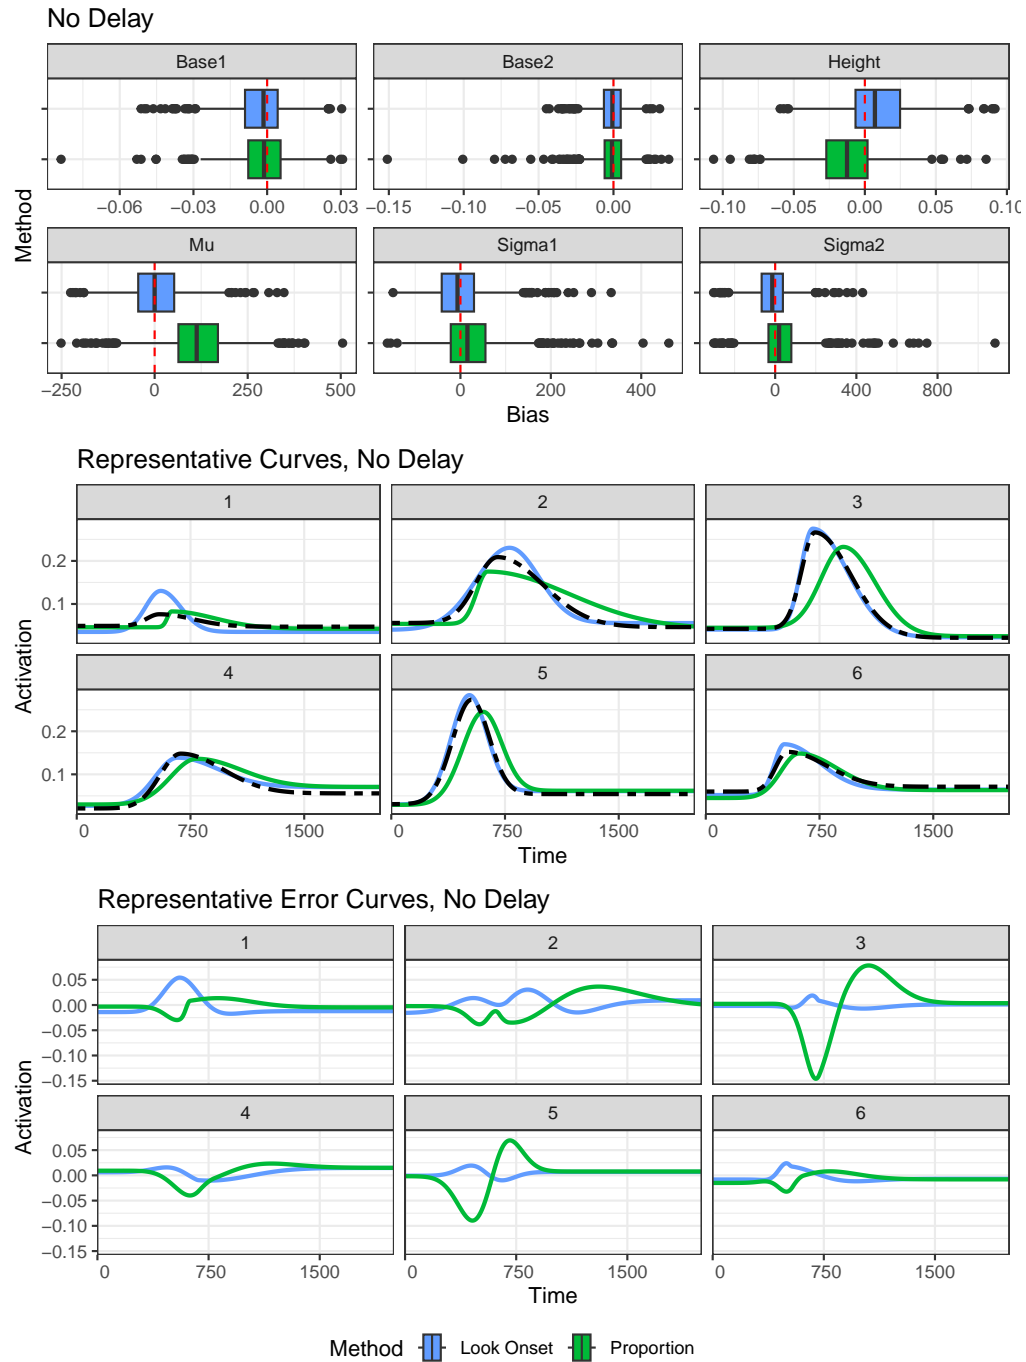 No Delay
Base1 Base2 Height
−0.06 −0.03 0.00 0.03 −0.15 −0.10 −0.05 0.00 −0.10 −0.05 0.00 0.05 0.10
Method
Mu Sigma1 Sigma2
−250 0 250 500 0 200 400 0 400 800
Bias
Representative Curves, No Delay
1 2 3
0.2
0.1
Activation
4 5 6
0.2
0.1
0 750 1500 0 750 1500 0 750 1500
Time
Representative Error Curves, No Delay
1 2 3
0.05
0.00
−0.05
−0.10
−0.15
Activation
4 5 6
0.05
0.00
−0.05
−0.10
−0.15
0 750 1500 0 750 1500 0 750 1500
Time
Method Look Onset Proportion